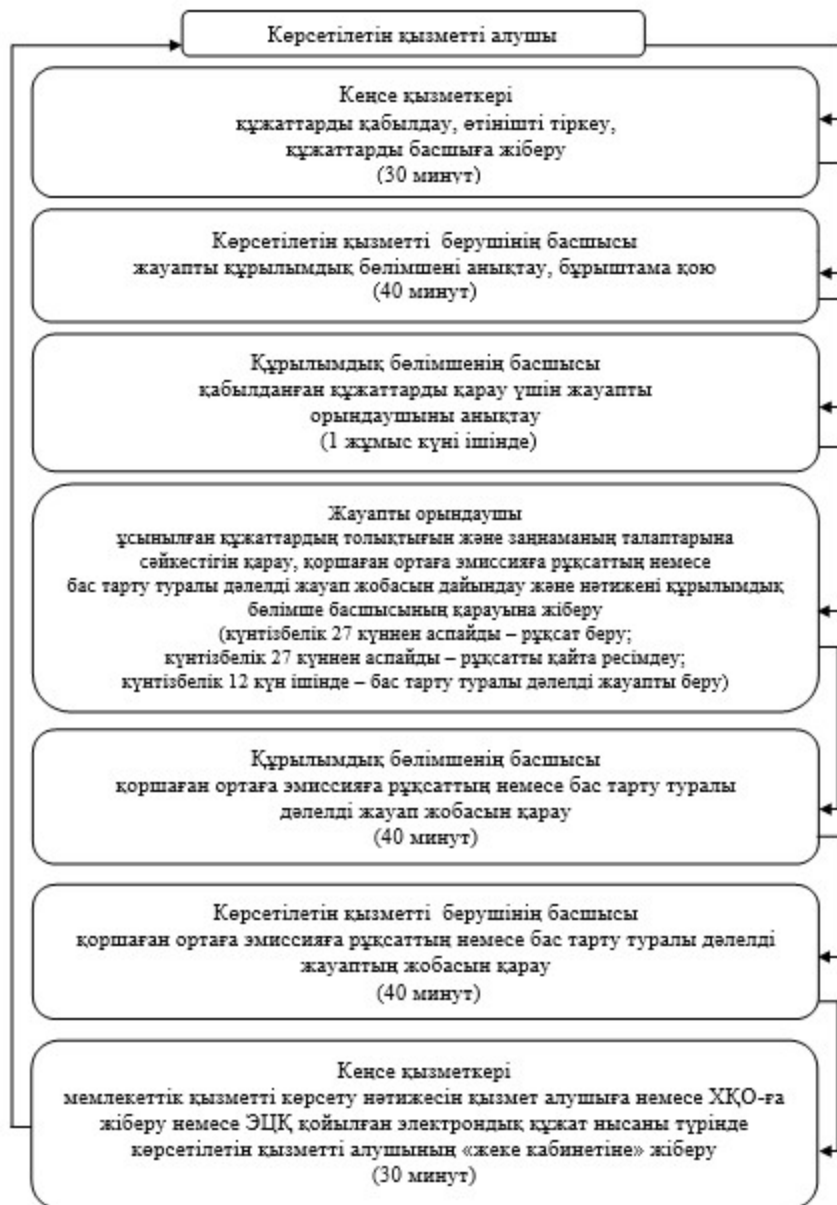 Көрсетілетін қызметті алушы
Кеңсе қызметкері
құжаттарды қабылдау, өтінішті тіркеу,
құжаттарды басшыға жіберу
(30 минут)
Көрсетілетін қызметті берушінің басшысы
жауапты құрылымдық бөлімшені анықтау, бұрыштама қою
(40 минут)
Құрылымдық бөлімшенің басшысы
қабылданған құжаттарды қарау үшін жауапты
орындаушыны анықтау
(1 жұмыс күні ішінде)
Жауапты орындаушы
ұсынылған құжаттардың толықтығын және заңнаманың талаптарына
сәйкестігін қарау, қоршаған ортаға эмиссияға рұқсаттың немесе
бас тарту туралы дәлелді жауап жобасын дайындау және нәтижені құрылымдық
бөлімше басшысының қарауына жіберу
(күнтізбелік 27 күннен аспайды – рұқсат беру;
күнтізбелік 27 күннен аспайды – рұқсатты қайта ресімдеу;
күнтізбелік 12 күн ішінде – бас тарту туралы дәлелді жауапты беру)
Құрылымдық бөлімшенің басшысы
қоршаған ортаға эмиссияға рұқсаттың немесе бас тарту туралы
дәлелді жауап жобасын қарау
(40 минут)
Көрсетілетін қызметті берушінің басшысы
қоршаған ортаға эмиссияға рұқсаттың немесе бас тарту туралы дәлелді
жауаптың жобасын қарау
(40 минут)
Кеңсе қызметкері
мемлекеттік қызметті көрсету нәтижесін қызмет алушыға немесе ХҚО-ға
жіберу немесе ЭЦҚ қойылған электрондық құжат нысаны түрінде
көрсетілетін қызметті алушының «жеке кабинетіне» жіберу
(30 минут)